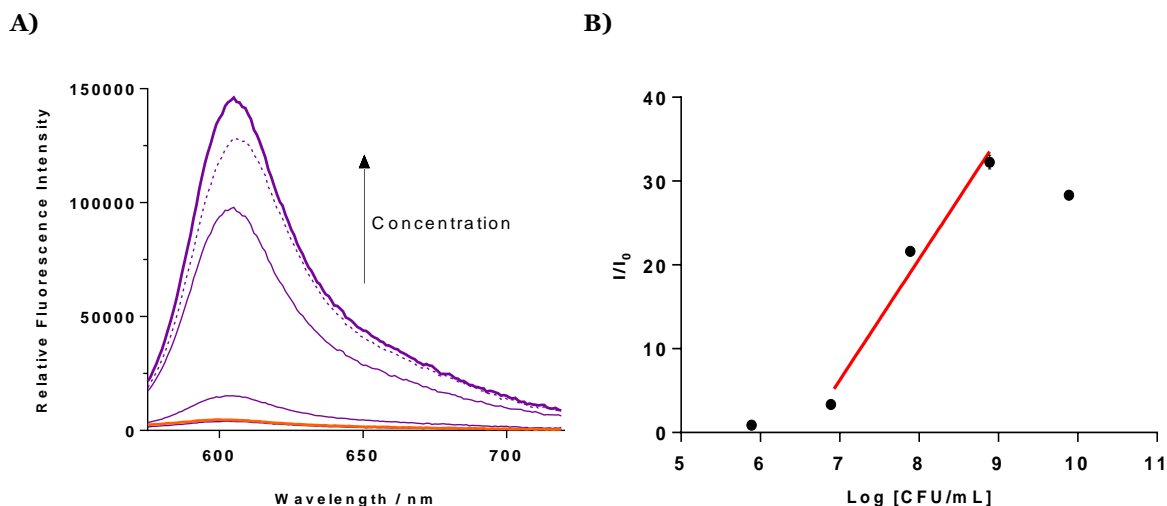 A)
B)
150000
100000
50000
0
Relative Fluorescence Intensity
Concentration
600
650
700
Wavelength / nm
40
30
20
10
0
I/I0
5
6
7
8
9
10
11
Log [CFU/mL]